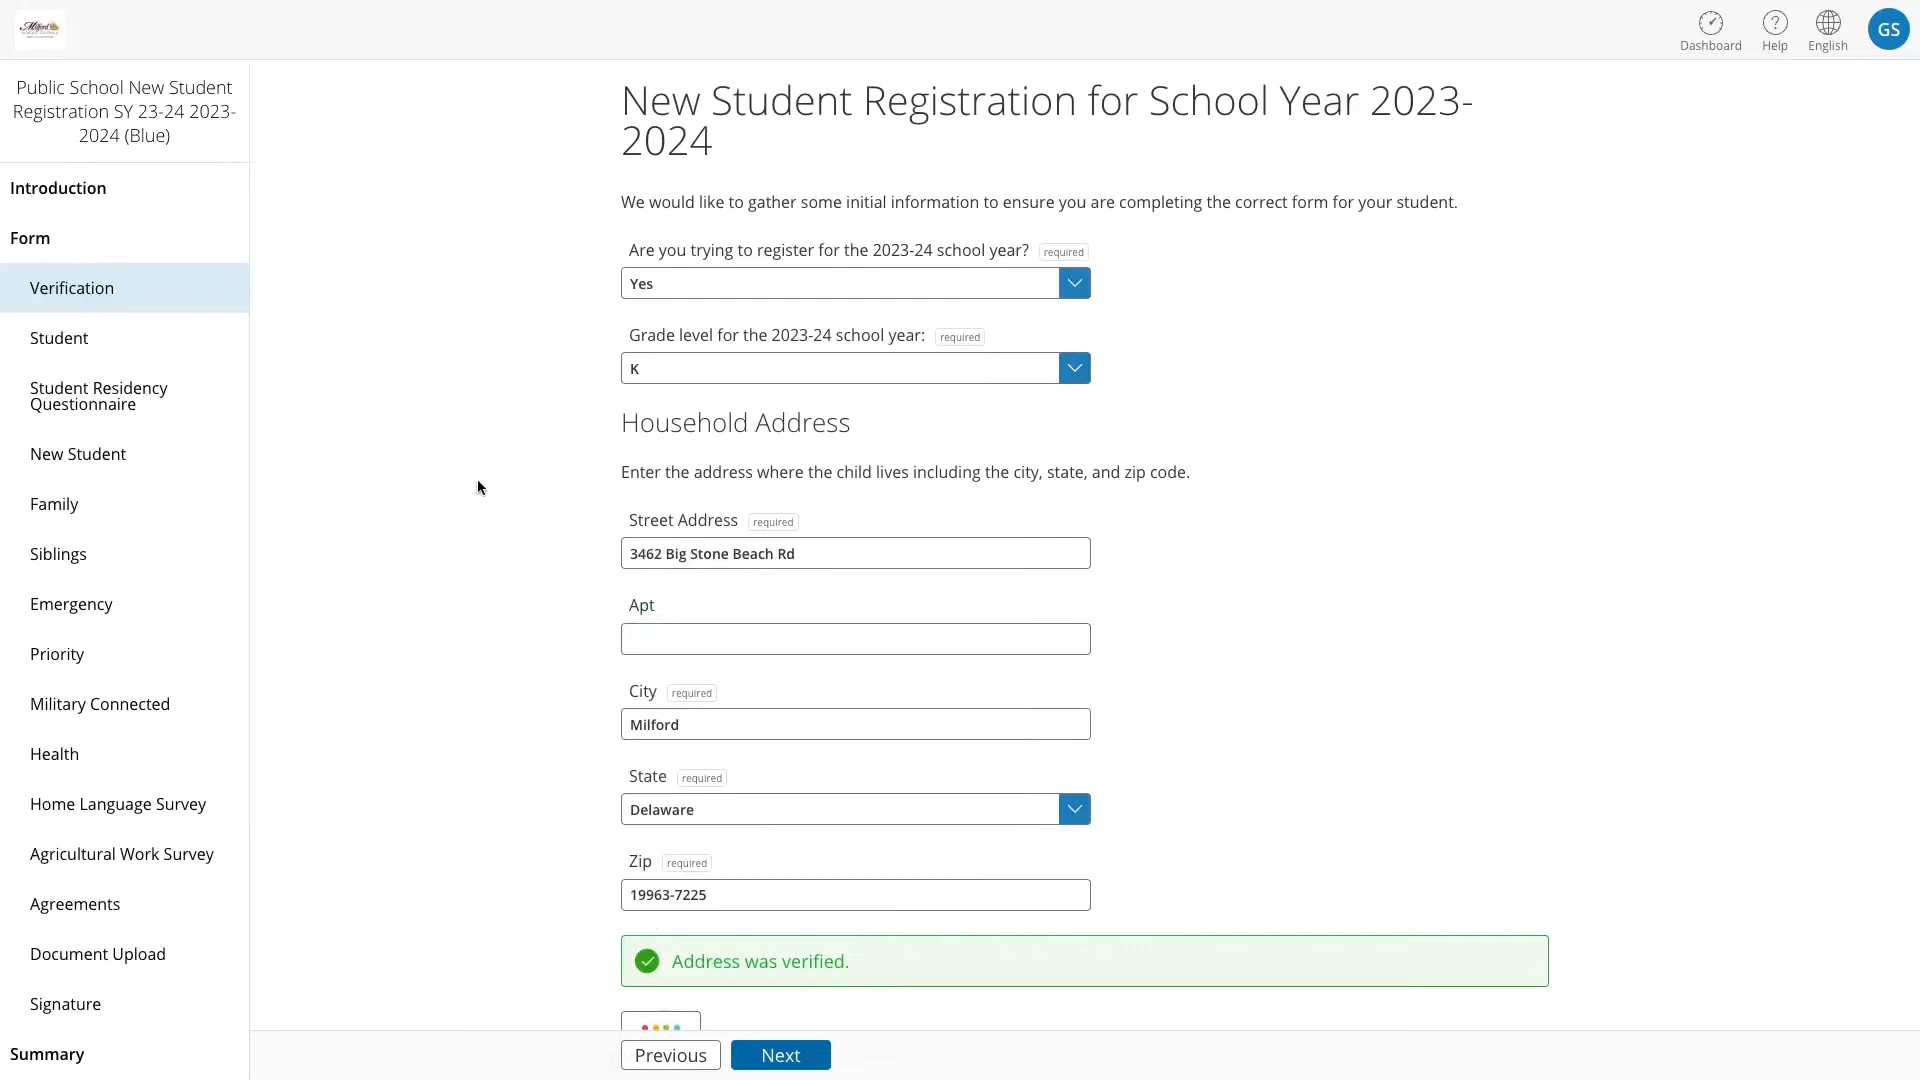 Milford
SCHOOL DISTRICT
Dashboard
Help
English
GS
Public School New Student
Registration SY 23-24 2023-
2024 (Blue)
Introduction
Form
Verification
Student
Student Residency
Questionnaire
New Student
Family
Siblings
Emergency
Priority
Military Connected
Health
Home Language Survey
Agricultural Work Survey
Agreements
Document Upload
Signature
Summary
New Student Registration for School Year 2023-
2024
We would like to gather some initial information to ensure you are completing the correct form for your student.
Are you trying to register for the 2023-24 school year? required
Yes
Grade level for the 2023-24 school year: required
K
Household Address
Enter the address where the child lives including the city, state, and zip code.
Street Address required
3462 Big Stone Beach Rd
Apt
City required
Milford
State required
Delaware
Zip required
19963-7225
Address was verified.
Previous
Next